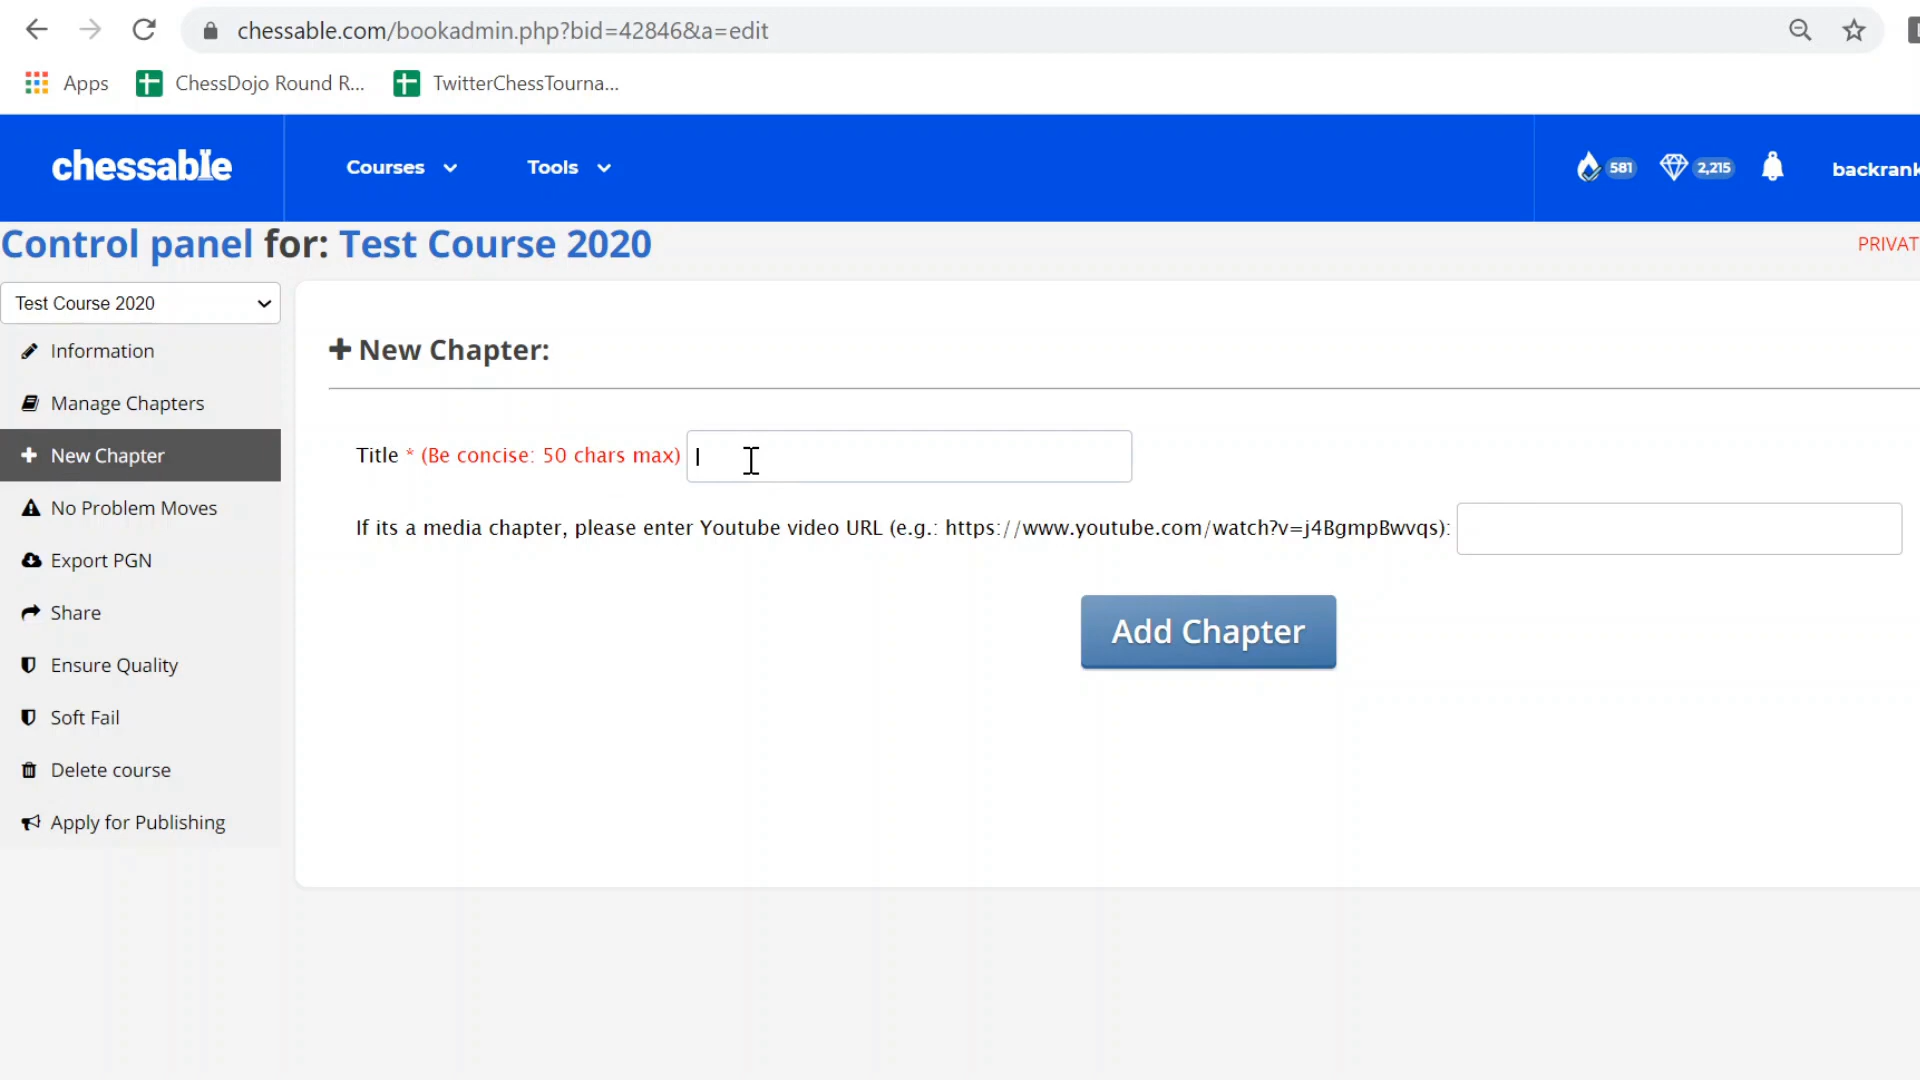 chessable.com/bookadmin.php?bid=42846&a=edit
Apps ChessDojo Round R... TwitterChessTourna...
chessable Courses Tools 581 2,215 backrank
Control panel for: Test Course 2020 PRIVAT
Test Course 2020
Information
Manage Chapters
New Chapter
No Problem Moves
Export PGN
Share
Ensure Quality
Soft Fail
Delete course
Apply for Publishing
New Chapter:
Title * (Be concise: 50 chars max)
If its a media chapter, please enter Youtube video URL (e.g.: https://www.youtube.com/watch?v=j4BgmpBwvqs):
Add Chapter